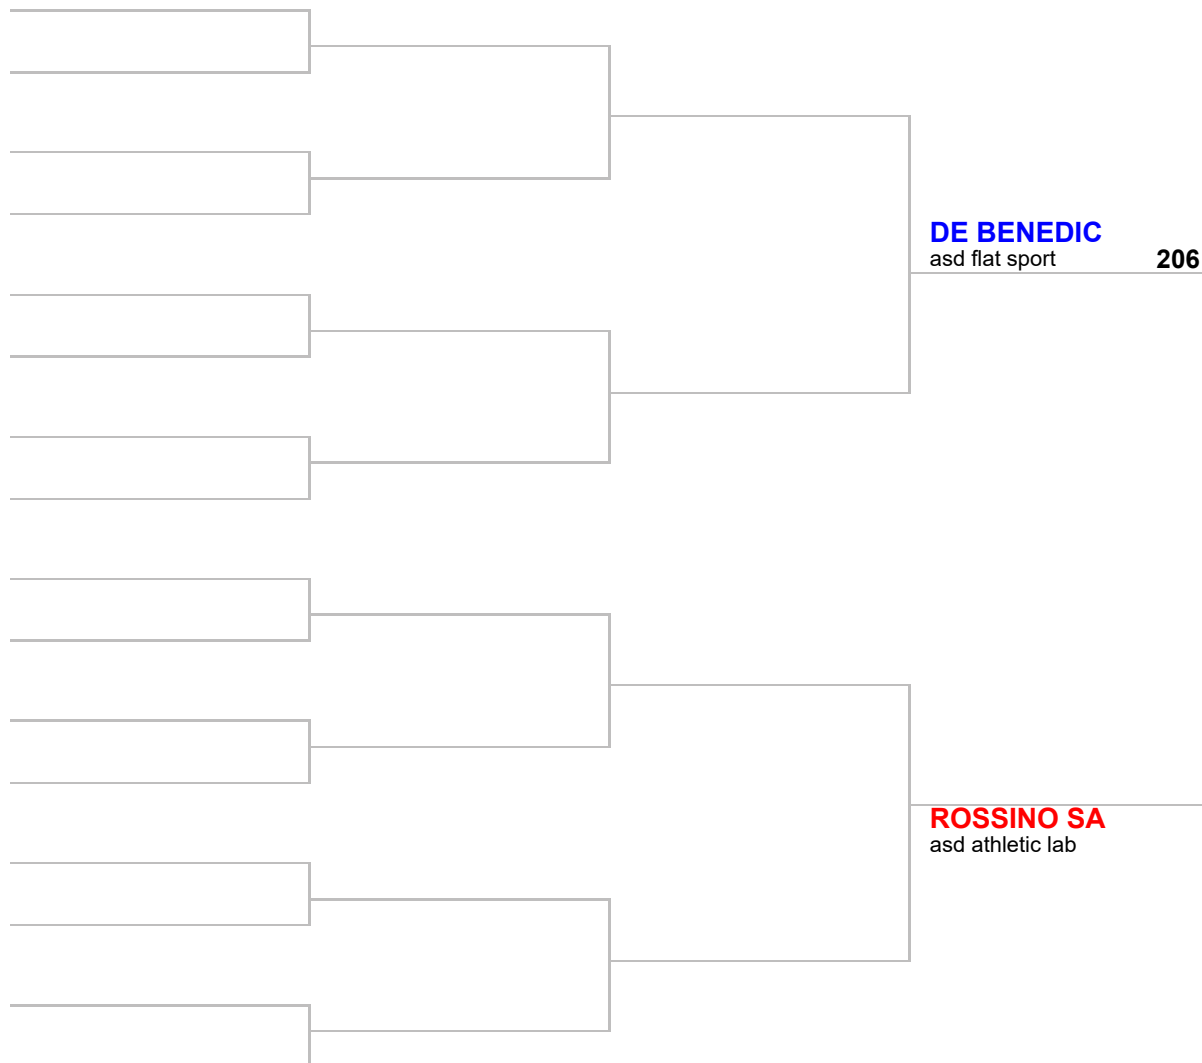 DE BENEDIC
asd flat sport 206
ROSSINO SA
asd athletic lab